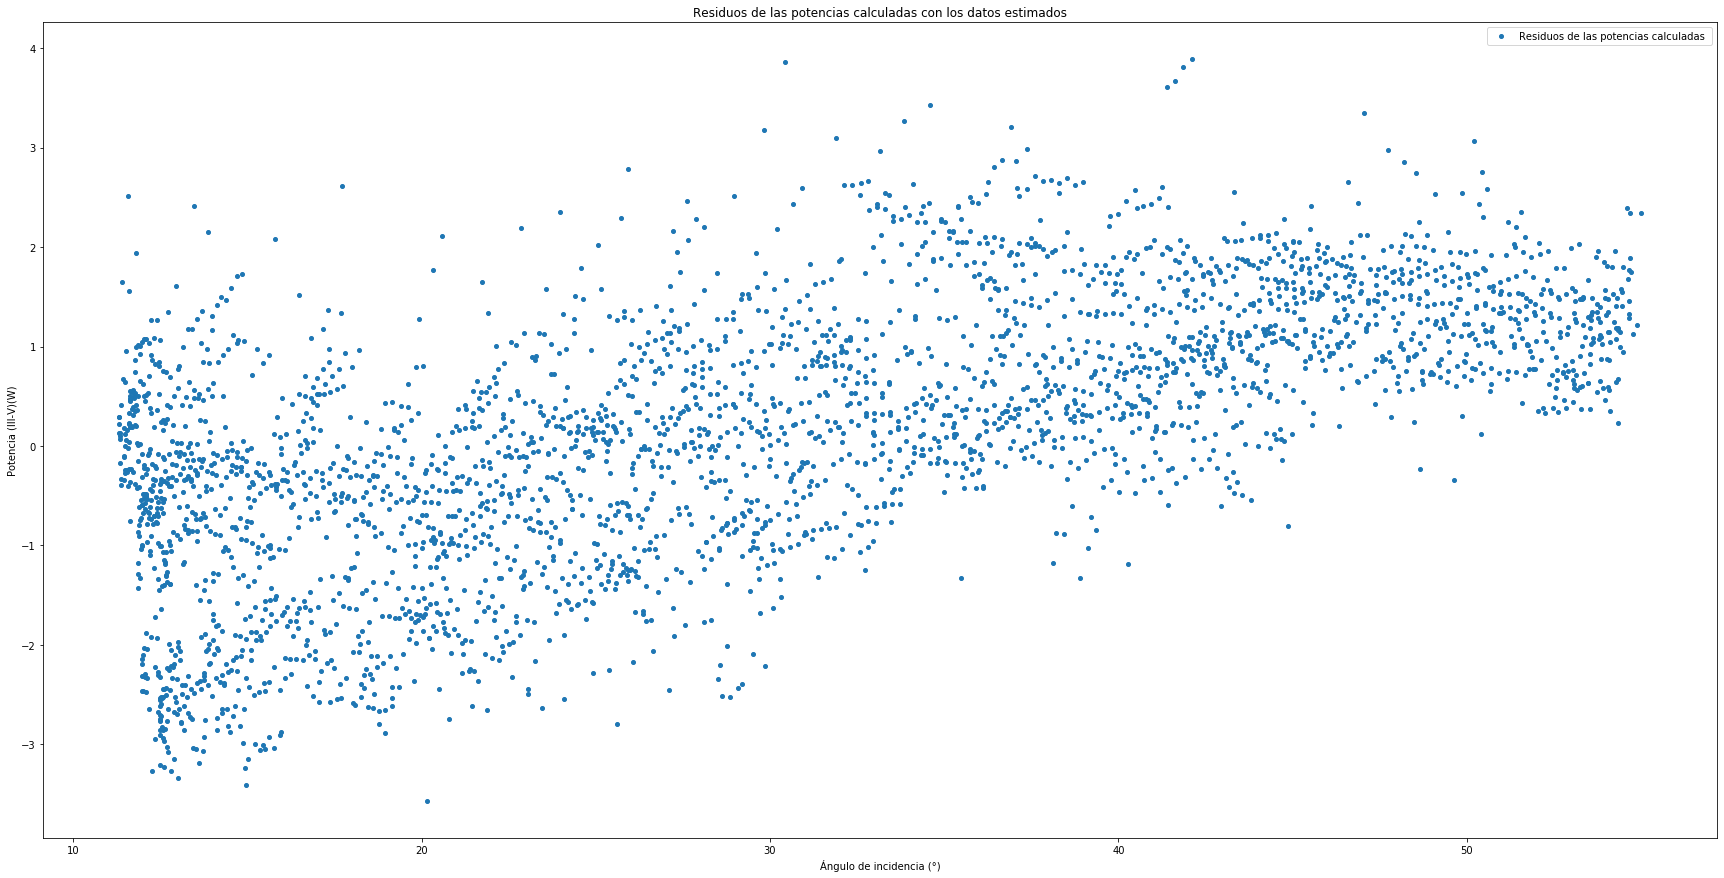 Residuos de las potencias calculadas con los datos estimados
Residuos de las potencias calculadas
4
3
2
1
0
−1
−2
−3
Potencia (III-V)(W)
10 20 30 40 50
Ángulo de incidencia (°)